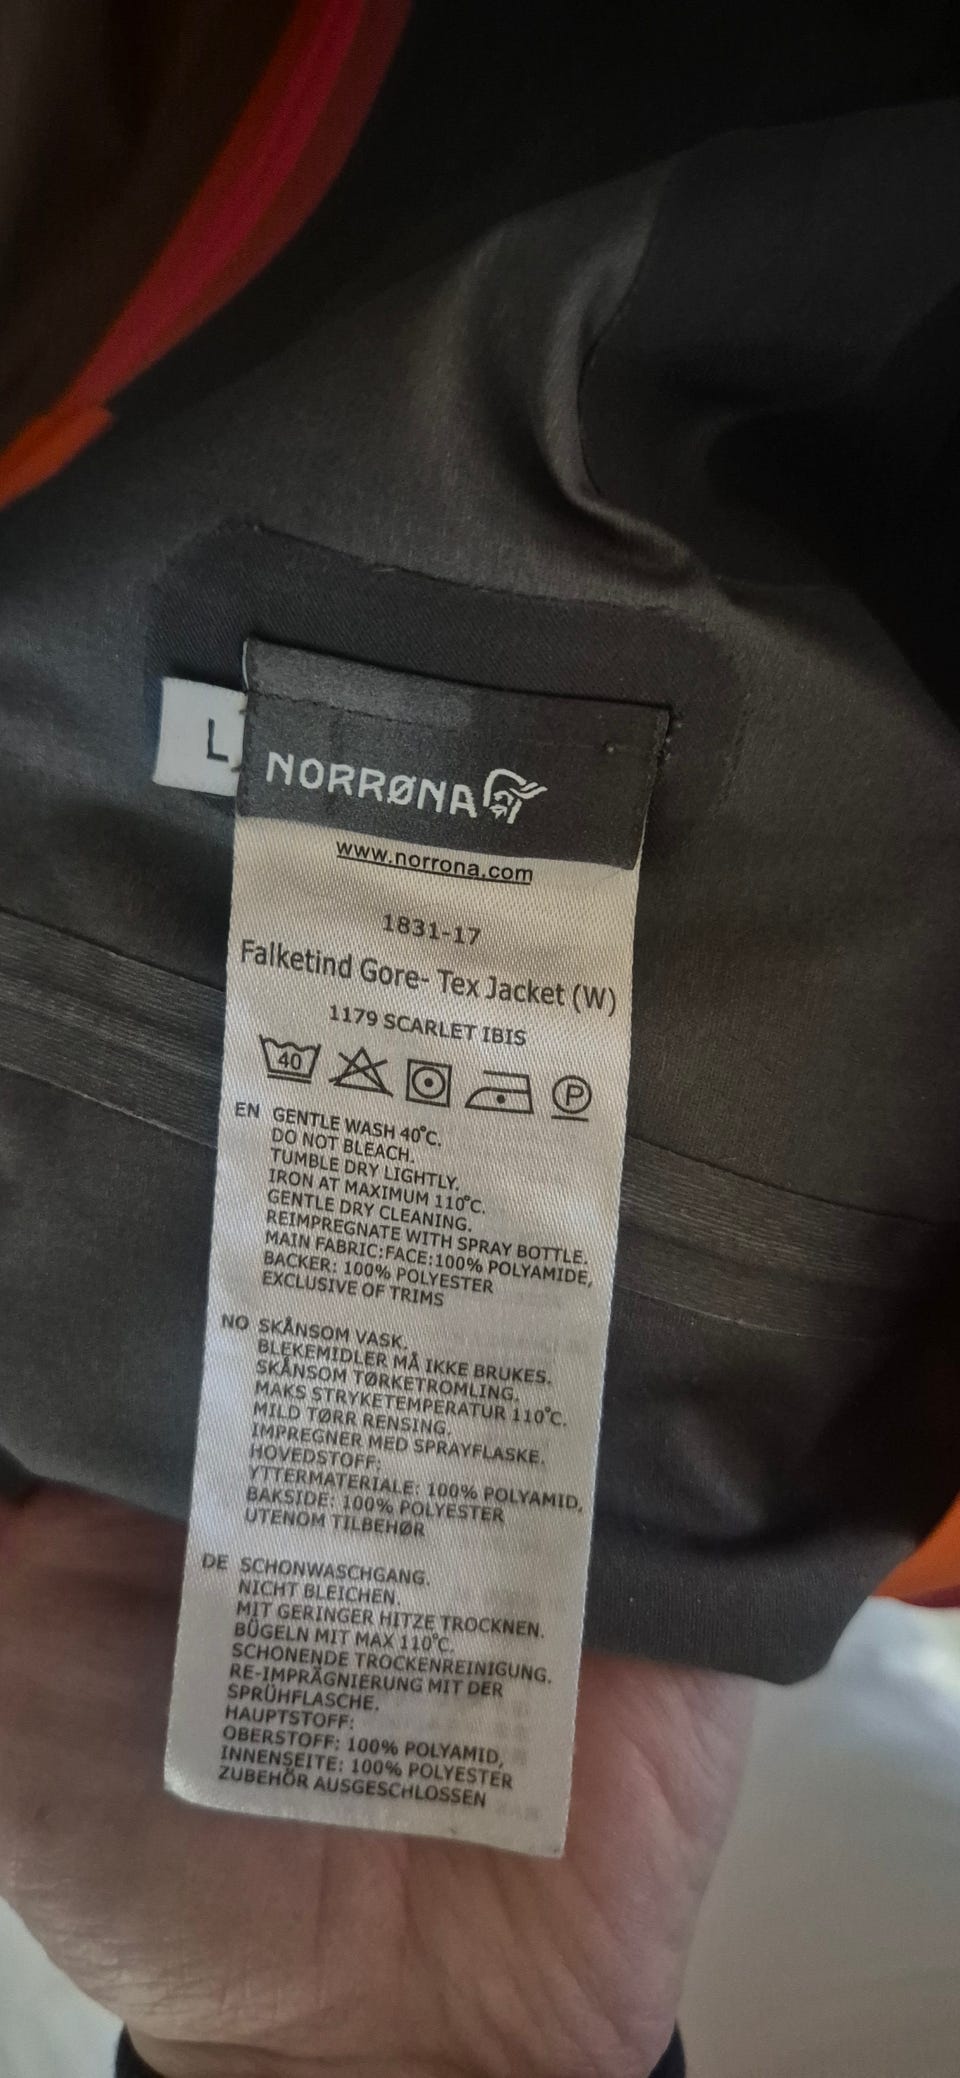 L
NORRØNA
www.norrona.com
1831-17
Falketind Gore- Tex Jacket (W)
1179 SCARLET IBIS
40 P
EN GENTLE WASH 40°C.
DO NOT BLEACH.
TUMBLE DRY LIGHTLY.
IRON AT MAXIMUM 110°C.
GENTLE DRY CLEANING.
REIMPREGNATE WITH SPRAY BOTTLE.
MAIN FABRIC:FACE:100% POLYAMIDE,
BACKER: 100% POLYESTER
EXCLUSIVE OF TRIMS
NO SKÅNSOM VASK.
BLEKEMIDLER MÅ IKKE BRUKES.
SKÅNSOM TØRKETROMLING.
MAKS STRYKETEMPERATUR 110°C.
MILD TØRR RENSING.
IMPREGNER MED SPRAYFLASKE.
HOVEDSTOFF:
YTTERMATERIALE: 100% POLYAMID,
BAKSIDE: 100% POLYESTER
UTENOM TILBEHØR
DE SCHONWASCHGANG.
NICHT BLEICHEN.
MIT GERINGER HITZE TROCKNEN.
BÜGELN MIT MAX 110°C.
SCHONENDE TROCKENREINIGUNG.
RE-IMPRÄGNIERUNG MIT DER
SPRÜHFLASCHE.
HAUPTSTOFF:
OBERSTOFF: 100% POLYAMID,
INNENSEITE: 100% POLYESTER
ZUBEHÖR AUSGESCHLOSSEN